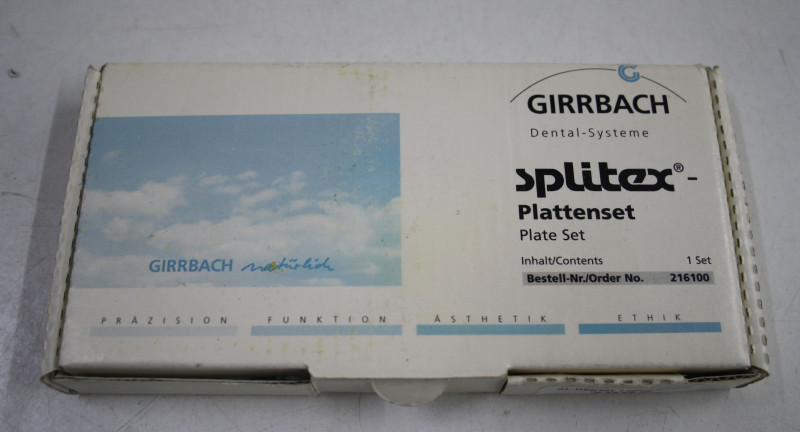 G
GIRRBACH
Dental-Systeme
splitex®-
Plattenset
Plate Set
Inhalt/Contents 1 Set
Bestell-Nr./Order No. 216100
GIRRBACH natürlich
PRÄZISION FUNKTION ÄSTHETIK ETHIK